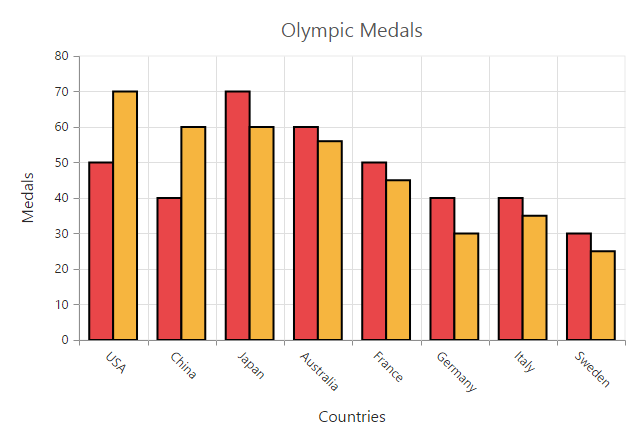 Olympic Medals
80
70
60
50
40
30
20
10
0
Medals
USA
China
Japan
Australia
France
Germany
Italy
Sweden
Countries